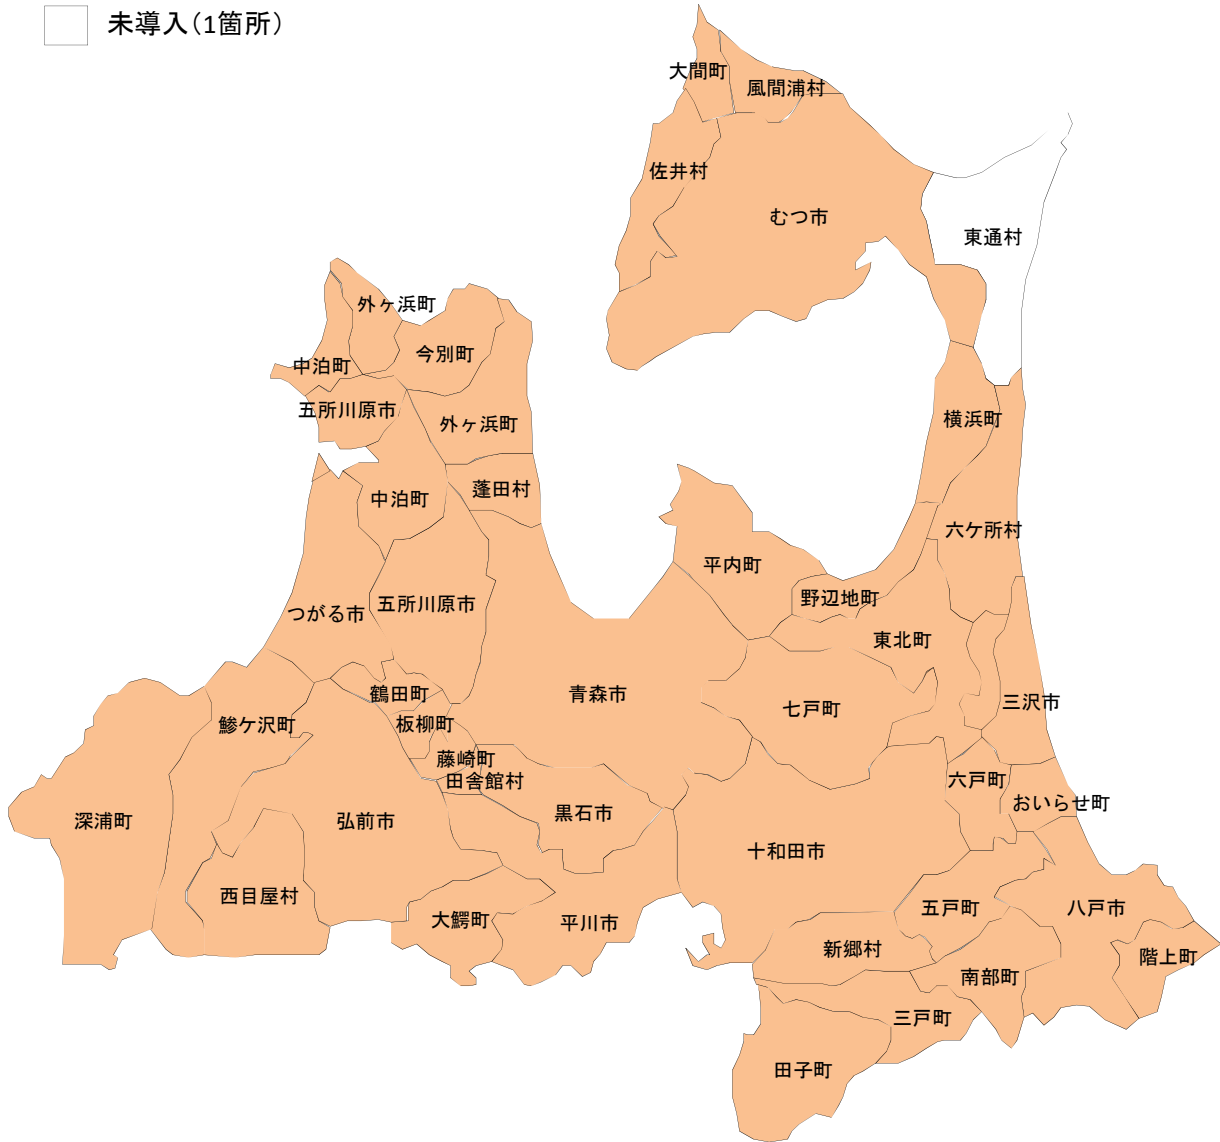 未導入（1箇所）
大間町
風間浦村
佐井村
むつ市
東通村
外ヶ浜町
今別町
中泊町
五所川原市
外ヶ浜町
横浜町
蓬田村
中泊町
六ケ所村
平内町
野辺地町
つがる市
五所川原市
東北町
鶴田町
青森市
七戸町
三沢市
鰺ケ沢町
板柳町
藤崎町
田舎館村
六戸町
おいらせ町
深浦町
弘前市
黒石市
十和田市
西目屋村
大鰐町
平川市
五戸町
八戸市
新郷村
階上町
南部町
三戸町
田子町